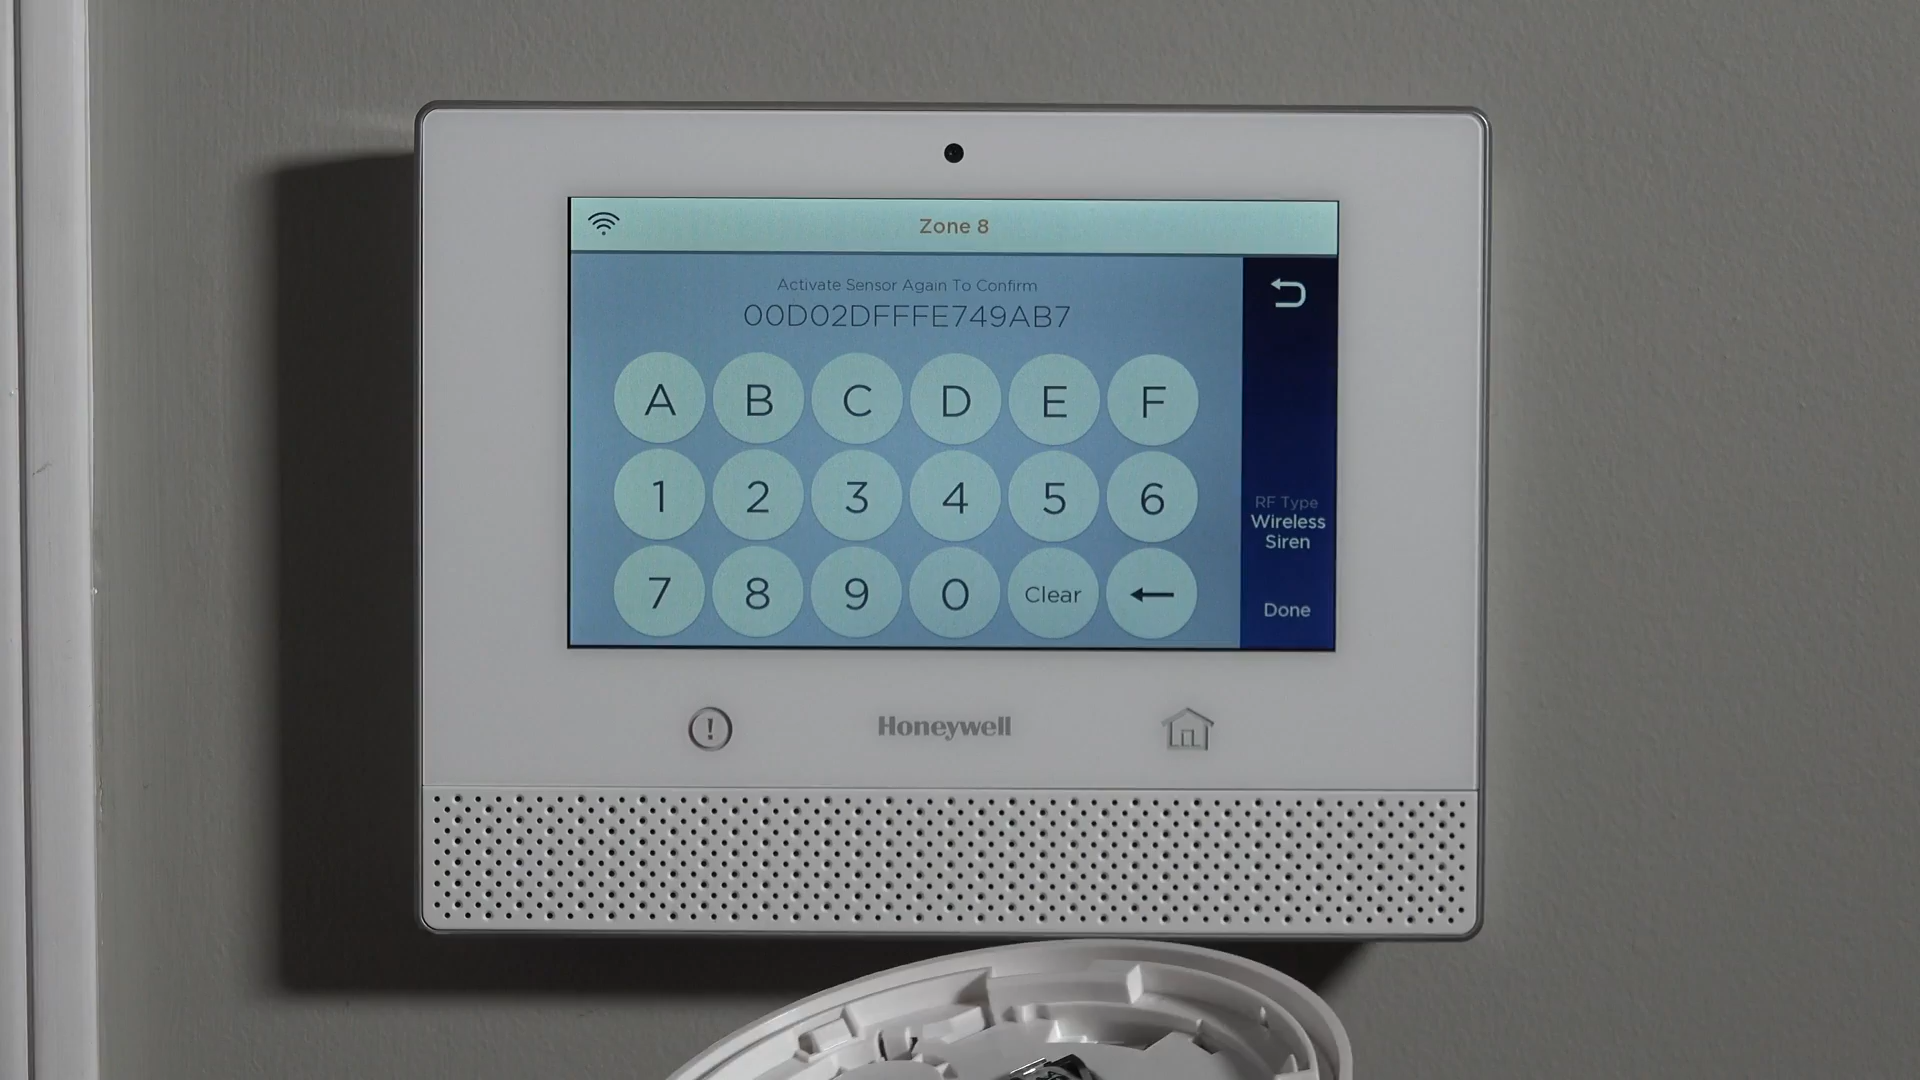 Zone 8
Activate Sensor Again To Confirm
00D02DFFFE749AB7
A B C D E F
1 2 3 4 5 6
7 8 9 0 Clear
RF Type
Wireless
Siren
Done
Honeywell